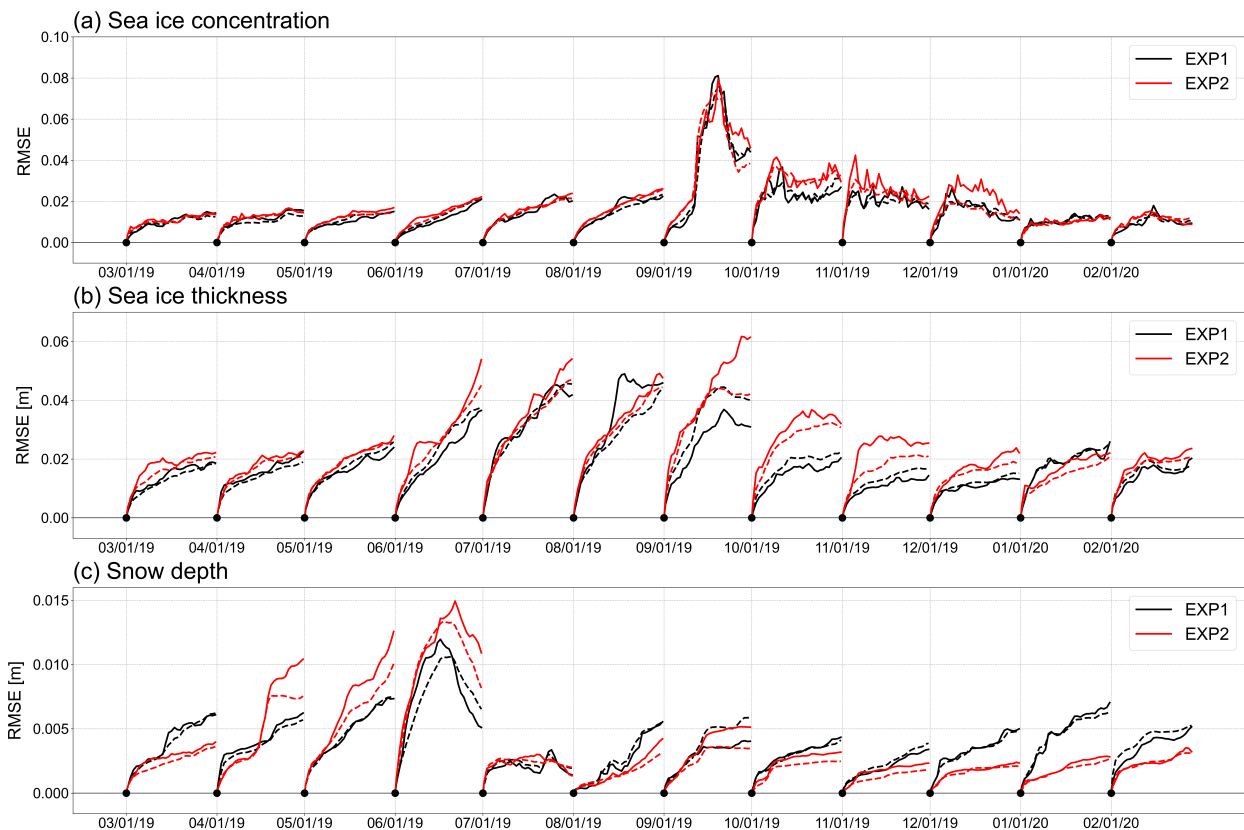 (a) Sea ice concentration
0.10
0.08
0.06
0.04
0.02
0.00
RMSE
EXP1
EXP2
03/01/19 04/01/19 05/01/19 06/01/19 07/01/19 08/01/19 09/01/19 10/01/19 11/01/19 12/01/19 01/01/20 02/01/20
(b) Sea ice thickness
0.06
0.04
0.02
0.00
RMSE [m]
EXP1
EXP2
03/01/19 04/01/19 05/01/19 06/01/19 07/01/19 08/01/19 09/01/19 10/01/19 11/01/19 12/01/19 01/01/20 02/01/20
(c) Snow depth
0.015
0.010
0.005
0.000
RMSE [m]
EXP1
EXP2
03/01/19 04/01/19 05/01/19 06/01/19 07/01/19 08/01/19 09/01/19 10/01/19 11/01/19 12/01/19 01/01/20 02/01/20